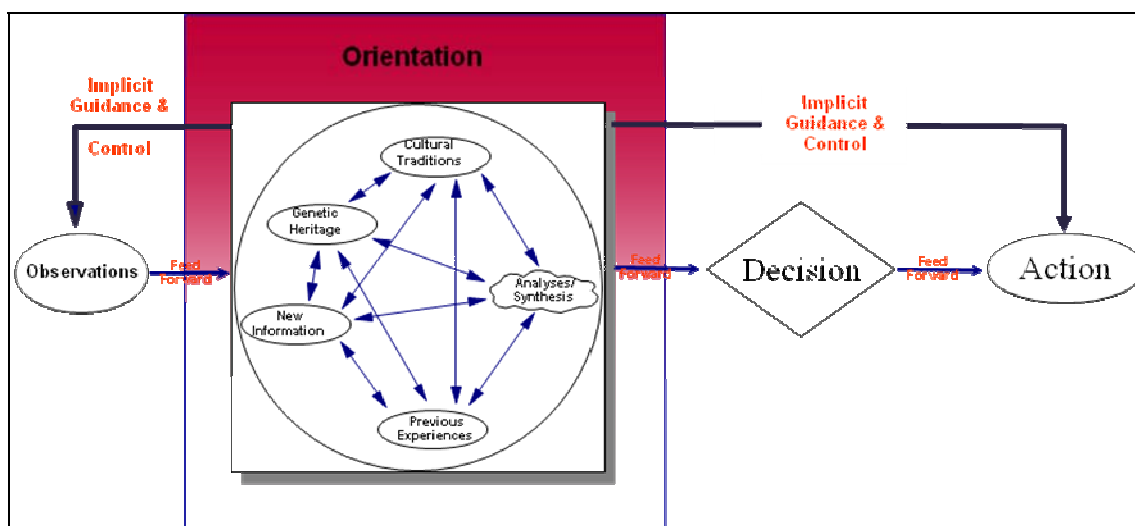 Orientation
Implicit
Guidance &
Control
Implicit
Guidance &
Control
Cultural
Traditions
Genetic
Heritage
New
Information
Analyses/
Synthesis
Previous
Experiences
Observations
Feed
Forward
Feed
Forward
Decision
Feed
Forward
Action